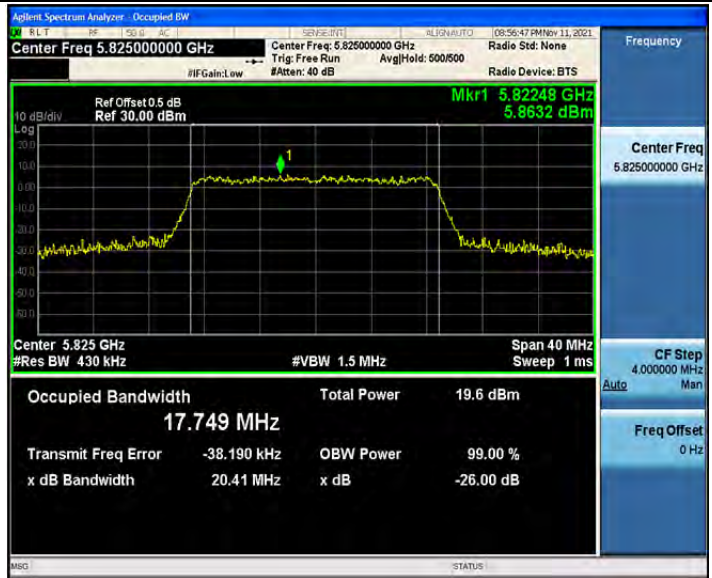 Agilent Spectrum Analyzer - Occupied BW
RLT RF 50 Ω AC SENSE:INT ALIGNAUTO 08:56:47 PMNov 11, 2021
Center Freq 5.825000000 GHz
Center Freq: 5.825000000 GHz
Radio Std: None
Trig: Free Run Avg|Hold: 500/500
#IFGain:Low
#Atten: 40 dB
Radio Device: BTS
Frequency
Ref Offset 0.5 dB
Mkr1 5.82248 GHz
10 dB/div Ref 30.00 dBm
5.8632 dBm
Log
20.0
10.0
0.00
-10.0
-20.0
-30.0
-40.0
-50.0
-60.0
1
Center Freq
5.825000000 GHz
Center 5.825 GHz
Span 40 MHz
#Res BW 430 kHz
#VBW 1.5 MHz
Sweep 1 ms
CF Step
4.000000 MHz
Auto Man
Freq Offset
0 Hz
Occupied Bandwidth
Total Power 19.6 dBm
17.749 MHz
Transmit Freq Error -38.190 kHz
OBW Power 99.00 %
x dB Bandwidth 20.41 MHz
x dB -26.00 dB
MSG
STATUS